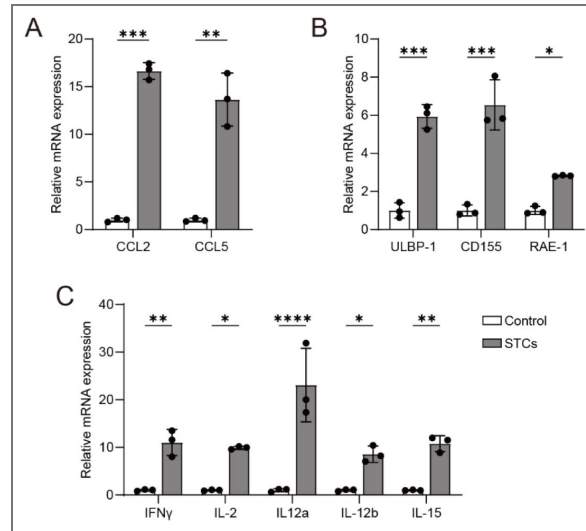 A
Relative mRNA expression
20
15
10
5
0
*** **
CCL2 CCL5
B
Relative mRNA expression
10
8
6
4
2
0
*** *** *
ULBP-1 CD155 RAE-1
C
Relative mRNA expression
40
30
20
10
0
** * **** * **
IFNγ IL-2 IL12a IL-12b IL-15
Control
STCs